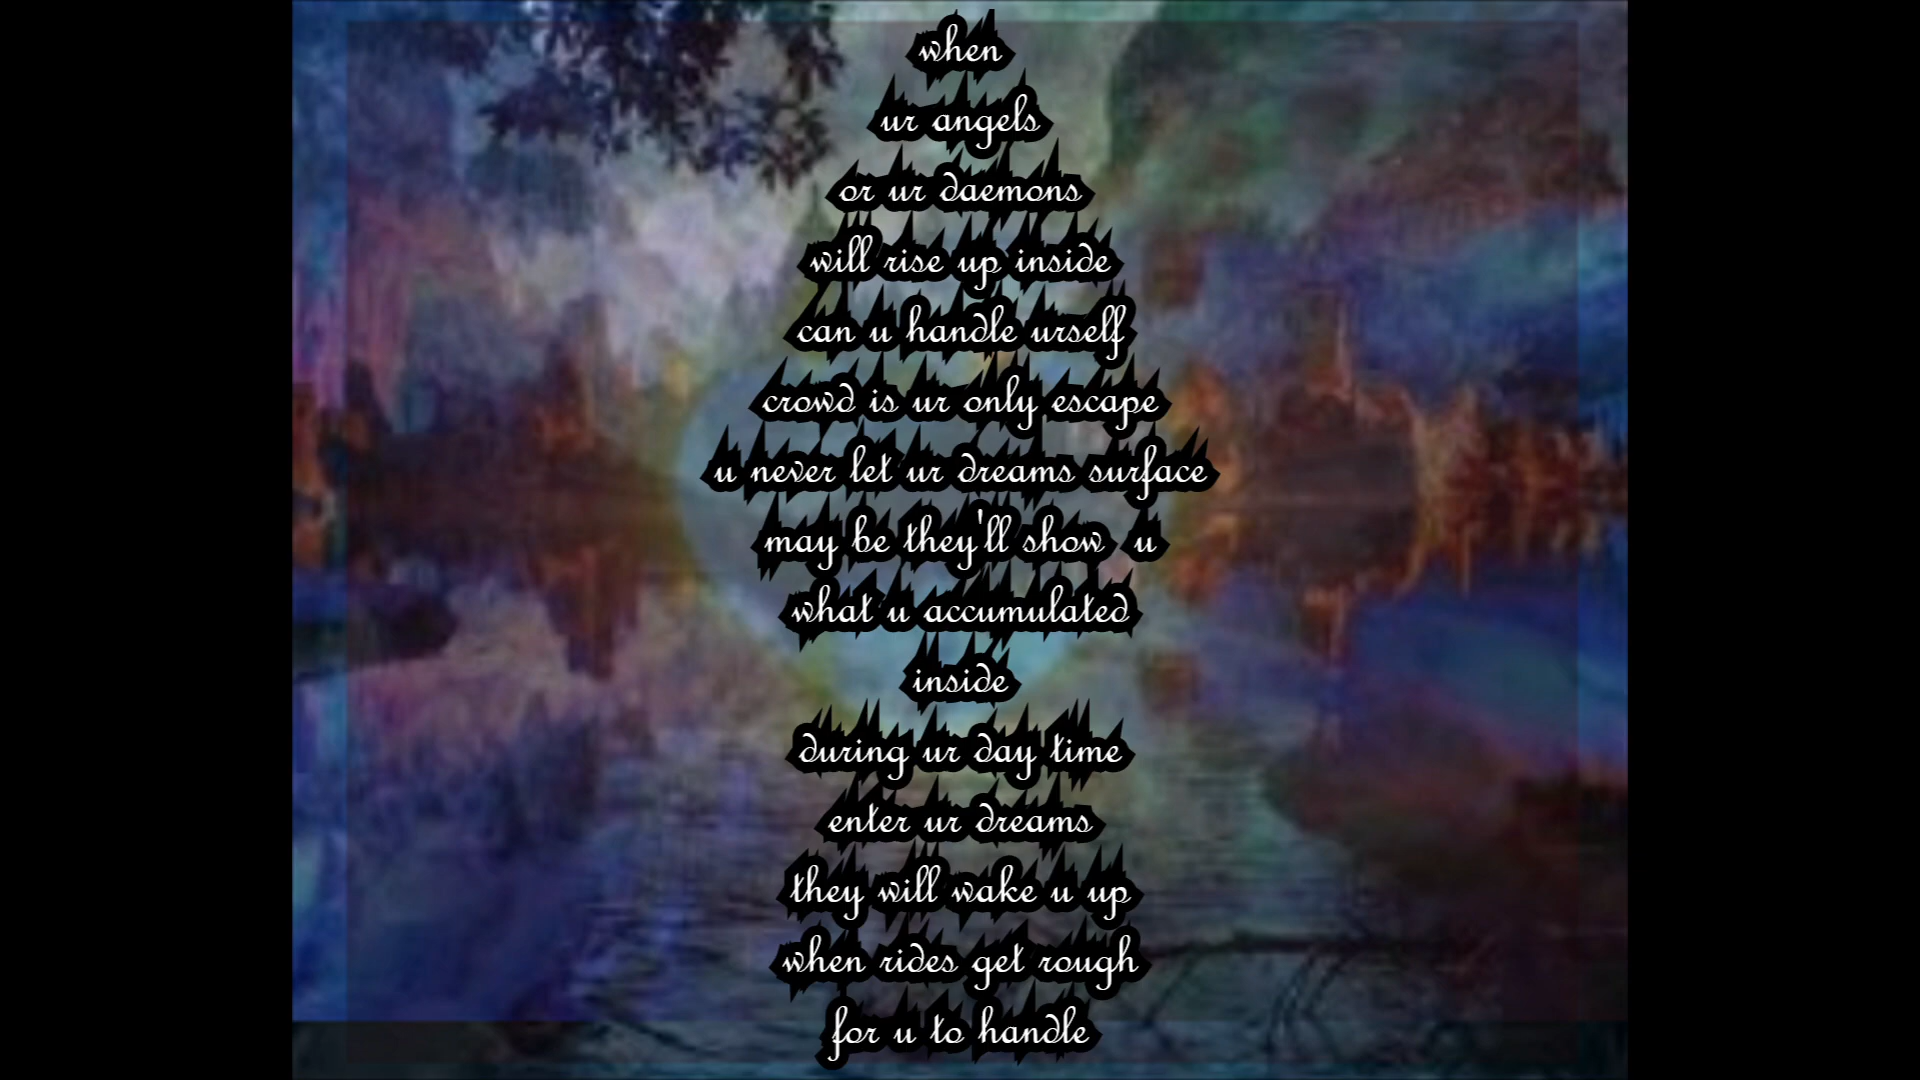 when
ur angels
or ur daemons
will rise up inside
can u handle urself
crowd is ur only escape
u never let ur dreams surface
may be they'll show u
what u accumulated
inside
during ur day time
enter ur dreams
they will wake u up
when rides get rough
for u to handle